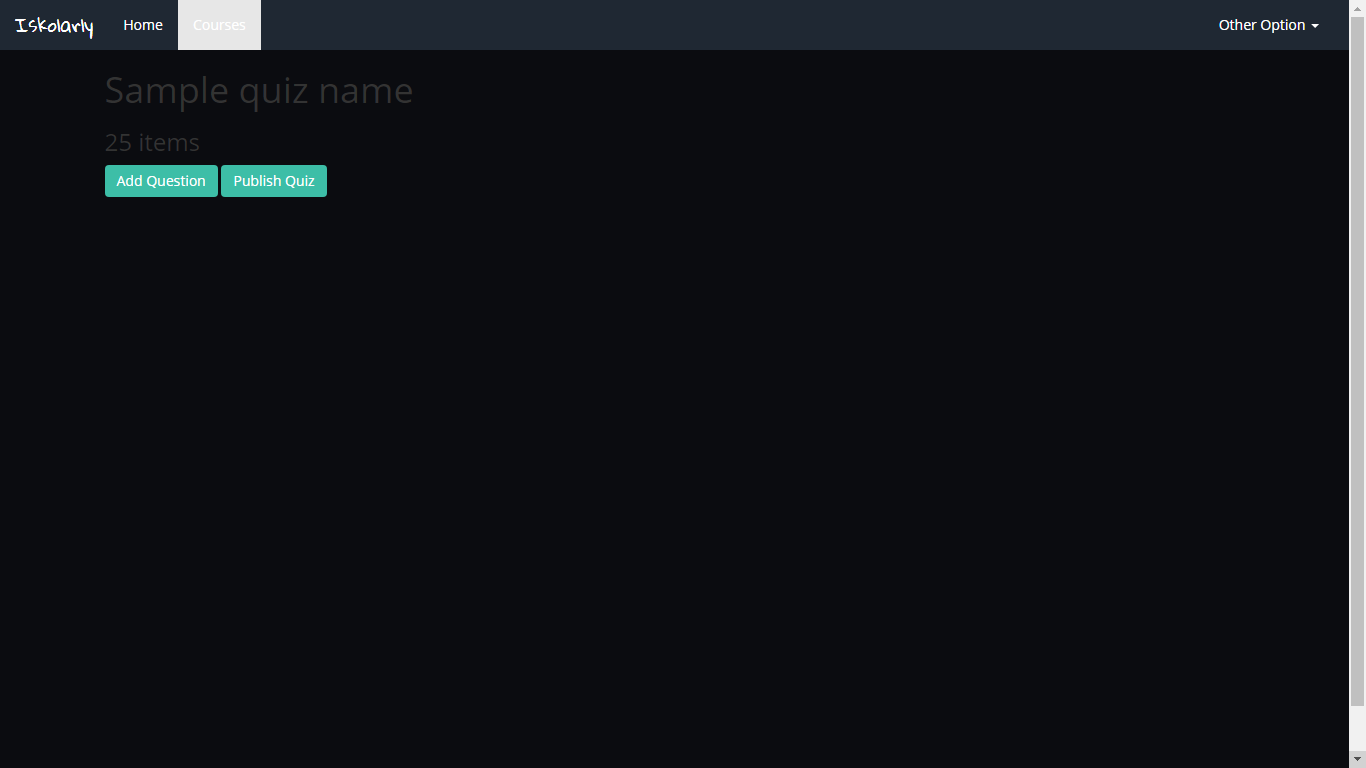 Iskolarly Home Courses Other Option
Sample quiz name
25 items
Add Question Publish Quiz